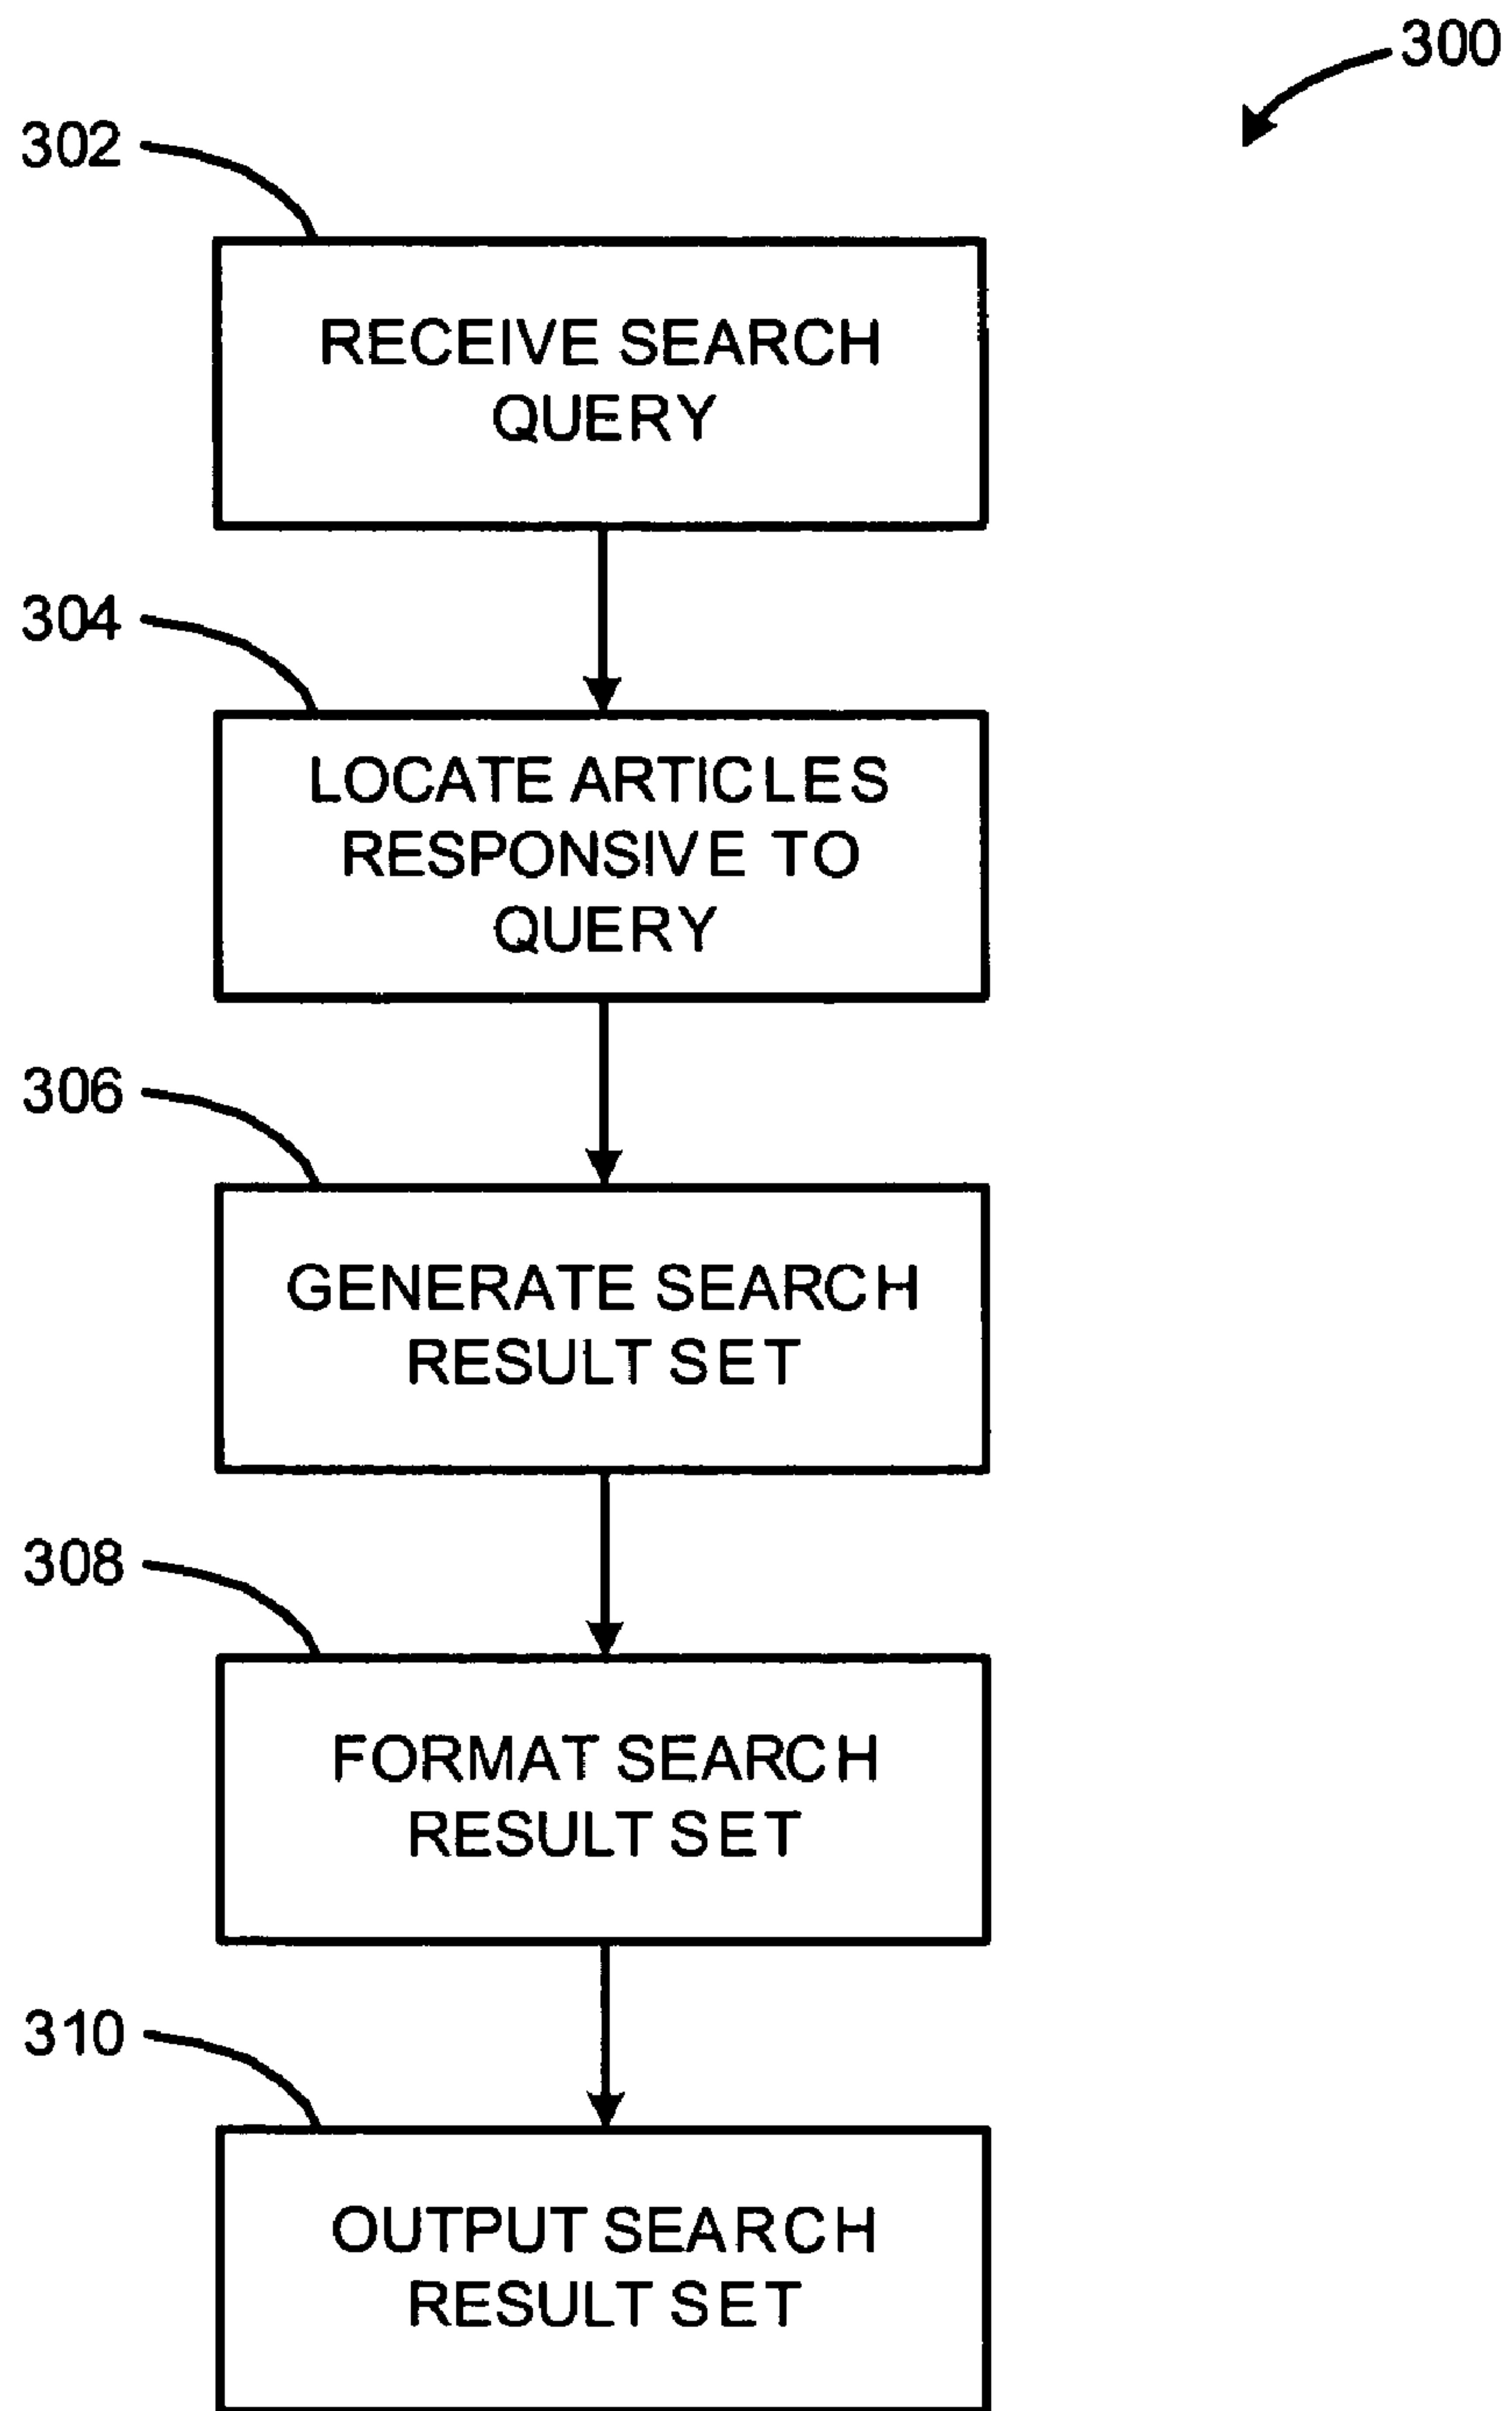 300
302
RECEIVE SEARCH
QUERY
304
LOCATE ARTICLES
RESPONSIVE TO
QUERY
306
GENERATE SEARCH
RESULT SET
308
FORMAT SEARCH
RESULT SET
310
OUTPUT SEARCH
RESULT SET